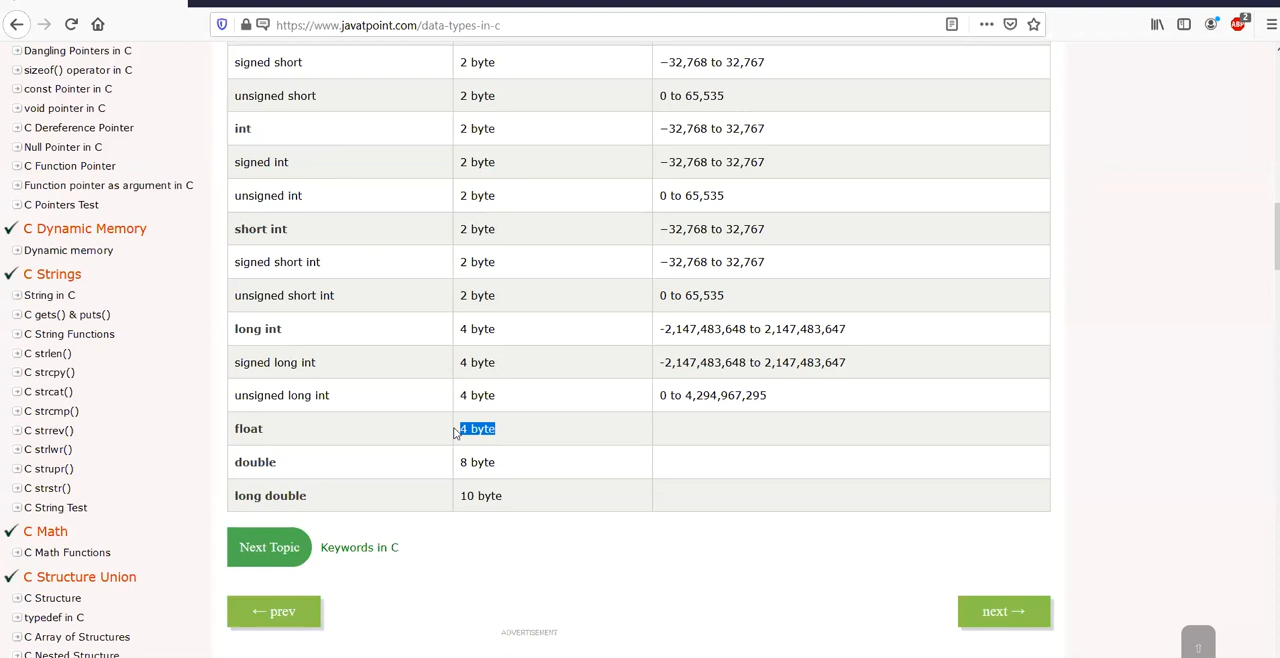 https://www.javatpoint.com/data-types-in-c
ABP
2
Dangling Pointers in C
sizeof() operator in C
const Pointer in C
void pointer in C
C Dereference Pointer
Null Pointer in C
C Function Pointer
Function pointer as argument in C
C Pointers Test
C Dynamic Memory
Dynamic memory
C Strings
String in C
C gets() & puts()
C String Functions
C strlen()
C strcpy()
C strcat()
C strcmp()
C strrev()
C strlwr()
C strupr()
C strstr()
C String Test
C Math
C Math Functions
C Structure Union
C Structure
typedef in C
C Array of Structures
C Nested Structure
signed short 2 byte −32,768 to 32,767
unsigned short 2 byte 0 to 65,535
int 2 byte −32,768 to 32,767
signed int 2 byte −32,768 to 32,767
unsigned int 2 byte 0 to 65,535
short int 2 byte −32,768 to 32,767
signed short int 2 byte −32,768 to 32,767
unsigned short int 2 byte 0 to 65,535
long int 4 byte -2,147,483,648 to 2,147,483,647
signed long int 4 byte -2,147,483,648 to 2,147,483,647
unsigned long int 4 byte 0 to 4,294,967,295
float 4 byte
double 8 byte
long double 10 byte
Next Topic Keywords in C
← prev
next →
ADVERTISEMENT
⇧